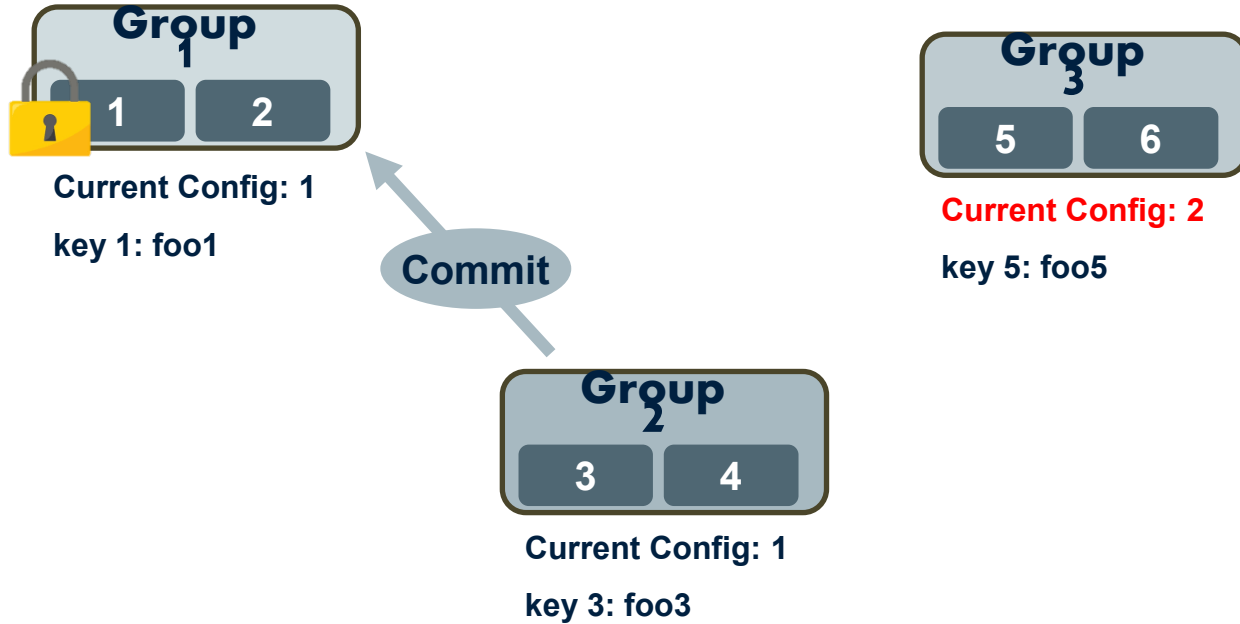 Group
1
1 2
Current Config: 1
key 1: foo1
Commit
Group
3
5 6
Current Config: 2
key 5: foo5
Group
2
3 4
Current Config: 1
key 3: foo3